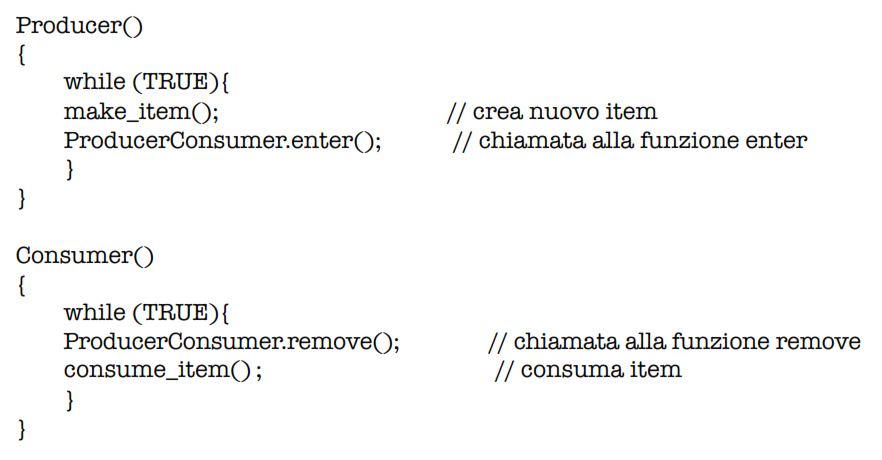 Producer()
{
while (TRUE){
make_item(); // crea nuovo item
ProducerConsumer.enter(); // chiamata alla funzione enter
}
}
Consumer()
{
while (TRUE){
ProducerConsumer.remove(); // chiamata alla funzione remove
consume_item() ; // consuma item
}
}